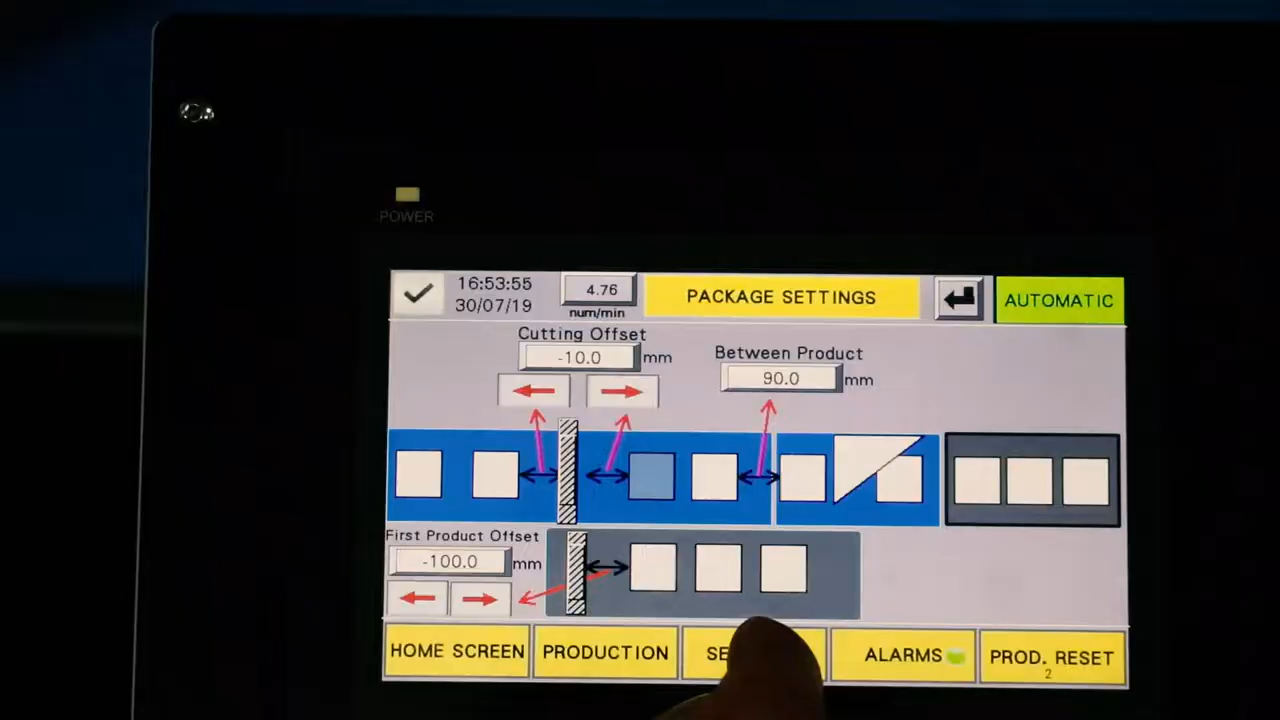 POWER
16:53:55
30/07/19
4.76
num/min
PACKAGE SETTINGS
AUTOMATIC
Cutting Offset
-10.0 mm
Between Product
90.0 mm
First Product Offset
-100.0 mm
HOME SCREEN
PRODUCTION
ALARMS
PROD. RESET
2